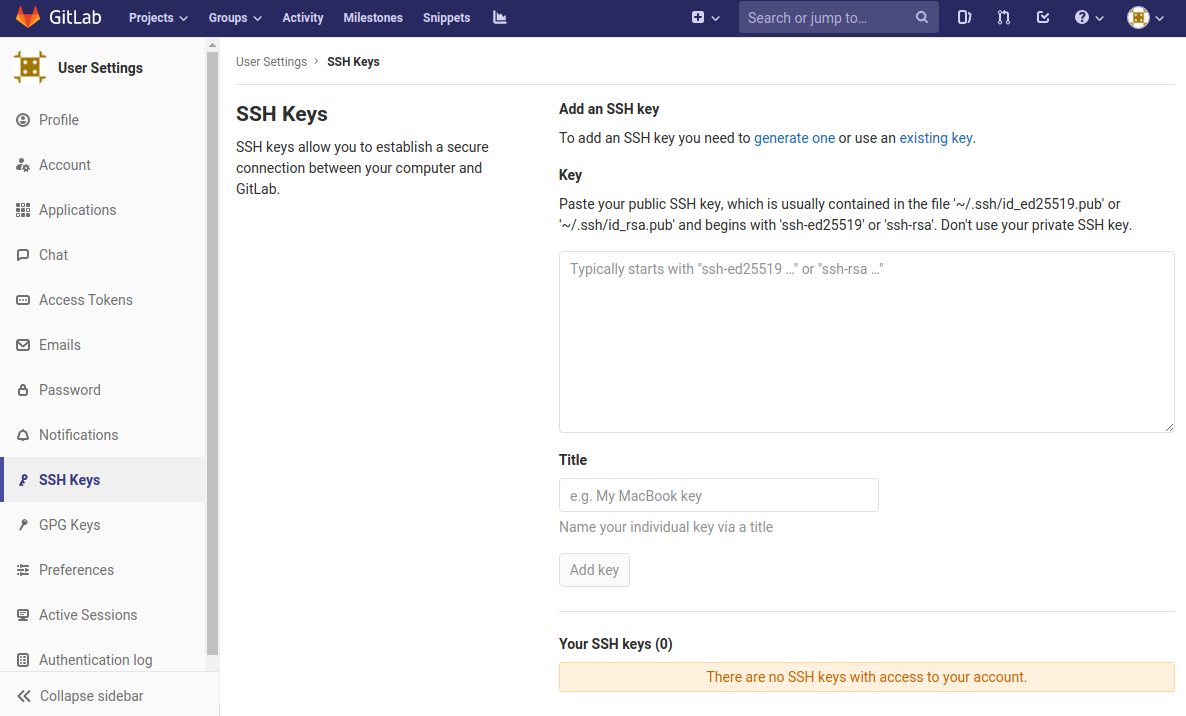 GitLab Projects Groups Activity Milestones Snippets Search or jump to...
User Settings
Profile
Account
Applications
Chat
Access Tokens
Emails
Password
Notifications
SSH Keys
GPG Keys
Preferences
Active Sessions
Authentication log
Collapse sidebar
User Settings > SSH Keys
SSH Keys
SSH keys allow you to establish a secure
connection between your computer and
GitLab.
Add an SSH key
To add an SSH key you need to generate one or use an existing key.
Key
Paste your public SSH key, which is usually contained in the file '~/.ssh/id_ed25519.pub' or
'~/.ssh/id_rsa.pub' and begins with 'ssh-ed25519' or 'ssh-rsa'. Don't use your private SSH key.
Typically starts with "ssh-ed25519 …" or "ssh-rsa …"
Title
e.g. My MacBook key
Name your individual key via a title
Add key
Your SSH keys (0)
There are no SSH keys with access to your account.